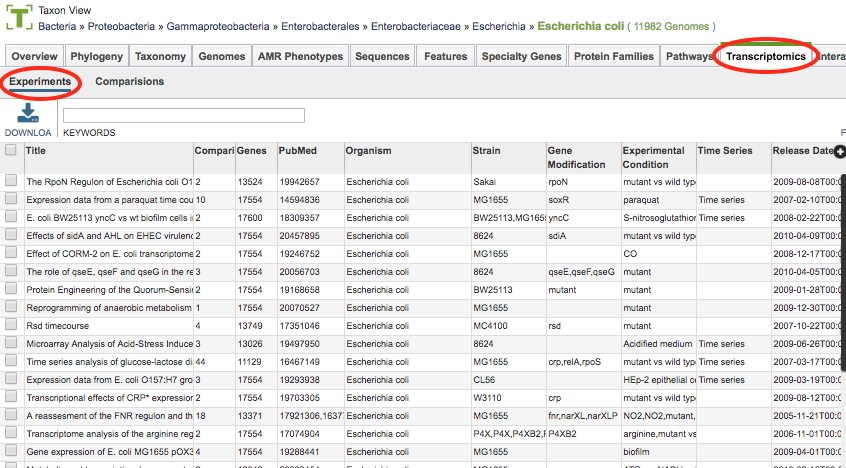 Taxon View
Bacteria » Proteobacteria » Gammaproteobacteria » Enterobacterales » Enterobacteriaceae » Escherichia » Escherichia coli ( 11982 Genomes )
Overview Phylogeny Taxonomy Genomes AMR Phenotypes Sequences Features Specialty Genes Protein Families Pathways Transcriptomics Intera
Experiments Comparisions
DOWNLOA KEYWORDS F
Title Compari Genes PubMed Organism Strain Gene Modification Experimental Condition Time Series Release Date
The RpoN Regulon of Escherichia coli O1 2 13524 19942657 Escherichia coli Sakai rpoN mutant vs wild type 2009-08-08T00:0
Expression data from a paraquat time cou 10 17554 14594836 Escherichia coli MG1655 soxR paraquat Time series 2007-02-10T00:0
E. coli BW25113 yncC vs wt biofilm cells i 2 17600 18309357 Escherichia coli BW25113,MG1655 yncC S-nitrosoglutathior Time series 2008-02-22T00:0
Effects of sidA and AHL on EHEC virulenc 2 17554 20457895 Escherichia coli 8624 sdiA mutant vs wild type 2010-04-09T00:0
Effect of CORM-2 on E. coli transcriptome 2 17554 19246752 Escherichia coli MG1655 CO 2008-12-17T00:0
The role of qseE, qseF and qseG in the re 3 17554 20056703 Escherichia coli 8624 qseE,qseF,qseG mutant 2010-04-05T00:0
Protein Engineering of the Quorum-Sensi 2 17554 19168658 Escherichia coli BW25113 mutant mutant 2009-01-28T00:0
Reprogramming of anaerobic metabolism 1 17554 20070527 Escherichia coli MG1655 2009-12-30T00:0
Rsd timecourse 4 13749 17351046 Escherichia coli MC4100 rsd mutant 2007-10-22T00:0
Microarray Analysis of Acid-Stress Induce 3 13026 19497950 Escherichia coli 8624 Acidified medium Time series 2009-06-26T00:0
Time series analysis of glucose-lactose di 44 11129 16467149 Escherichia coli MG1655 crp,relA,rpoS mutant vs wild type Time series 2007-03-17T00:0
Expression data from E. coli O157:H7 gro 3 17554 19293938 Escherichia coli CL56 HEp-2 epithelial c Time series 2009-03-19T00:0
Transcriptional effects of CRP* expression 2 17554 19703305 Escherichia coli W3110 crp mutant vs wild type 2009-08-12T00:0
A reassesment of the FNR regulon and th 18 13371 17921306,1637 Escherichia coli MG1655 fnr,narXL,narXLP NO2,NO2,mutant, 2005-11-21T00:0
Transcriptome analysis of the arginine reg 2 17554 17074904 Escherichia coli P4X,P4X,P4XB2,F P4XB2 arginine,mutant vs 2006-11-01T00:0
Gene expression of E. coli MG1655 pOX3 4 17554 19288441 Escherichia coli MG1655 biofilm 2009-04-01T00:0